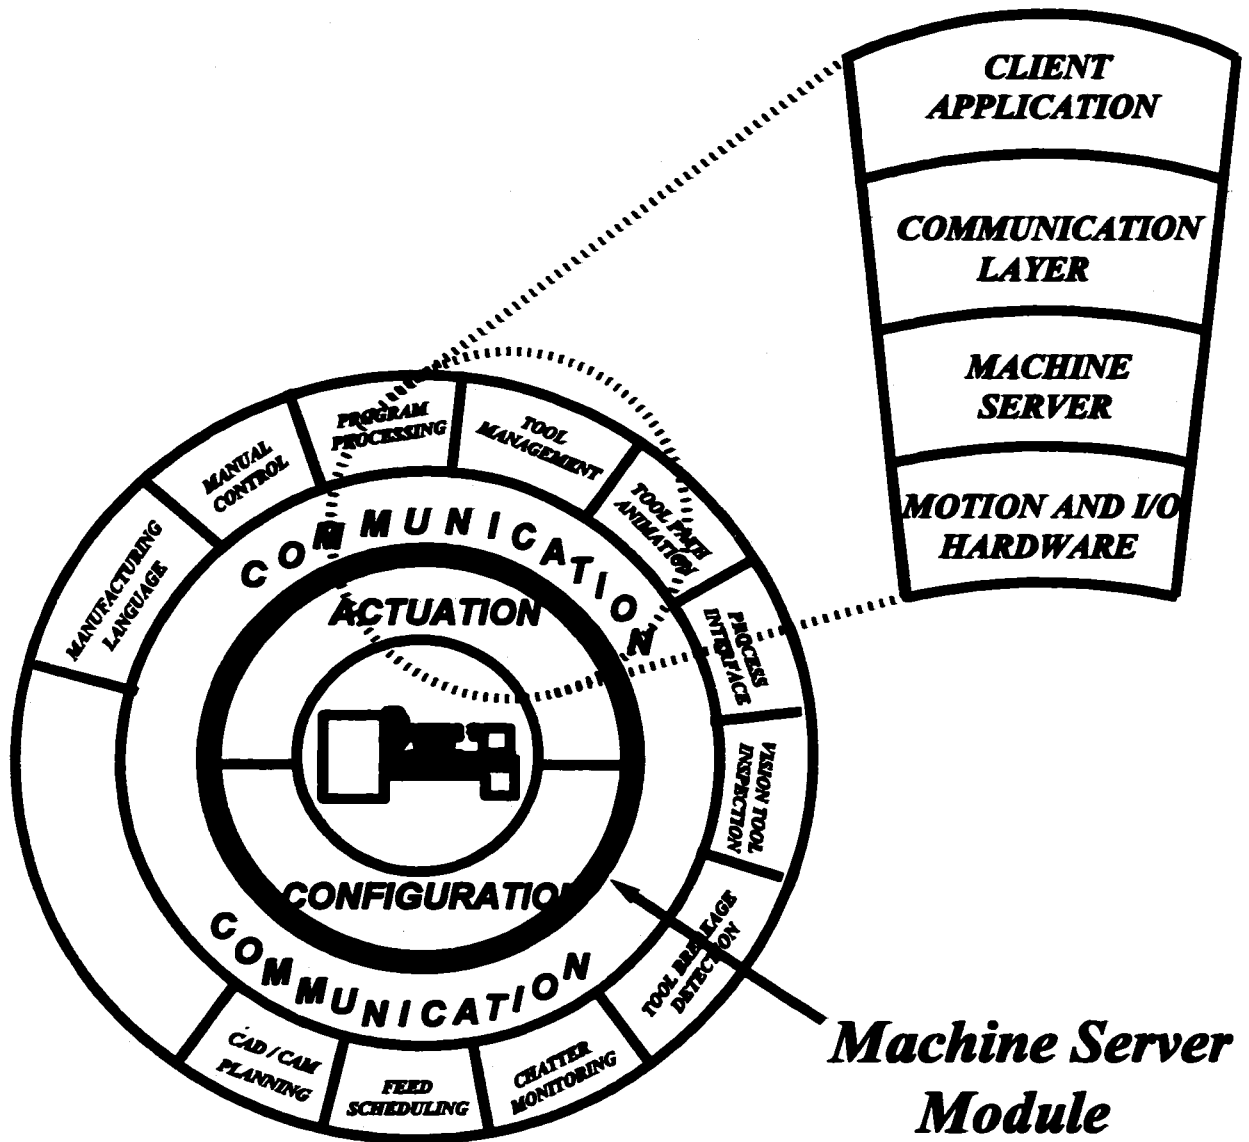 CLIENT
APPLICATION
COMMUNICATION
LAYER
MACHINE
SERVER
MOTION AND I/O
HARDWARE
MANUFACTURING
LANGUAGE
MANUAL
CONTROL
PROGRAM
PROCESSING
TOOL
MANAGEMENT
TOOL PATH
ANIMATION
PROCESS
INTERFACE
VISION TOOL
INSPECTION
TOOL BREAKAGE
DETECTION
CHATTER
MONITORING
FEED
SCHEDULING
CAD / CAM
PLANNING
COMMUNICATION
ACTUATION
CONFIGURATION
COMMUNICATION
Machine Server
Module